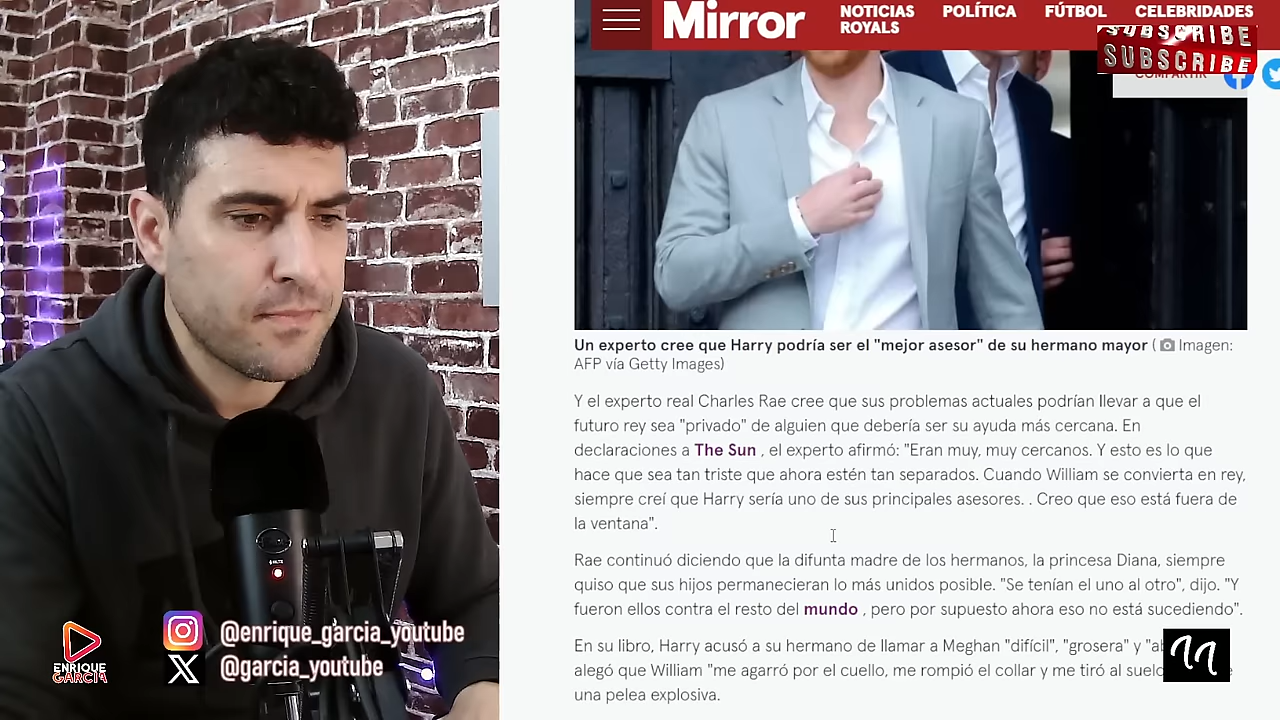 Mirror
NOTICIAS
ROYALS
POLÍTICA
FÚTBOL
CELEBRIDADES
SUBSCRIBE
SUBSCRIBE
COMPARTIR
Un experto cree que Harry podría ser el "mejor asesor" de su hermano mayor ( Imagen:
AFP vía Getty Images)
Y el experto real Charles Rae cree que sus problemas actuales podrían llevar a que el
futuro rey sea "privado" de alguien que debería ser su ayuda más cercana. En
declaraciones a The Sun , el experto afirmó: "Eran muy, muy cercanos. Y esto es lo que
hace que sea tan triste que ahora estén tan separados. Cuando William se convierta en rey,
siempre creí que Harry sería uno de sus principales asesores. . Creo que eso está fuera de
la ventana".
Rae continuó diciendo que la difunta madre de los hermanos, la princesa Diana, siempre
quiso que sus hijos permanecieran lo más unidos posible. "Se tenían el uno al otro", dijo. "Y
fueron ellos contra el resto del mundo , pero por supuesto ahora eso no está sucediendo".
En su libro, Harry acusó a su hermano de llamar a Meghan "difícil", "grosera" y
alegó que William "me agarró por el cuello, me rompió el collar y me tiró al suelo
una pelea explosiva.
@enrique_garcia_youtube
@garcia_youtube
ENRIQUE
GARCIA